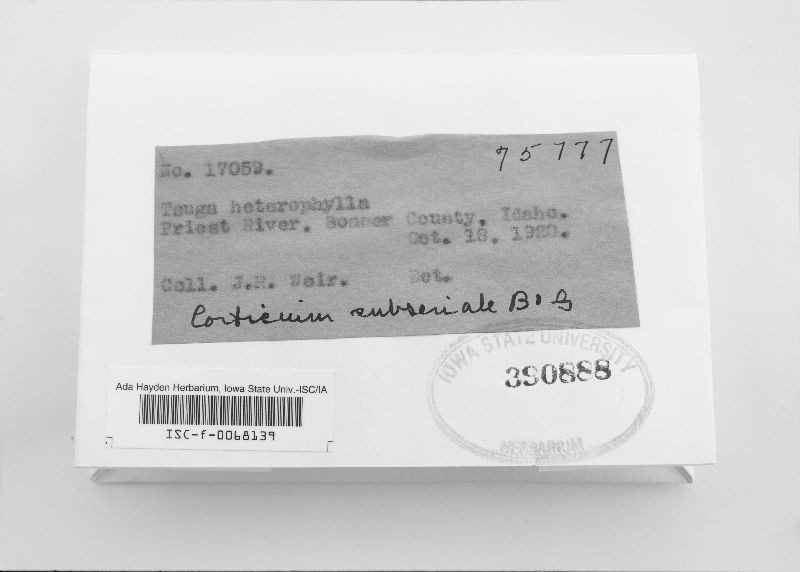 75777
No. 17059.
Tsuga heterophylla
Priest River, Bonner County, Idaho.
Oct. 18, 1920.
Coll. J.R. Weir. Det.
Corticium subseriale B & G
IOWA STATE UNIVERSITY
390888
HERBARIUM
Ada Hayden Herbarium, Iowa State Univ.-ISC/IA
ISC-f-0068139